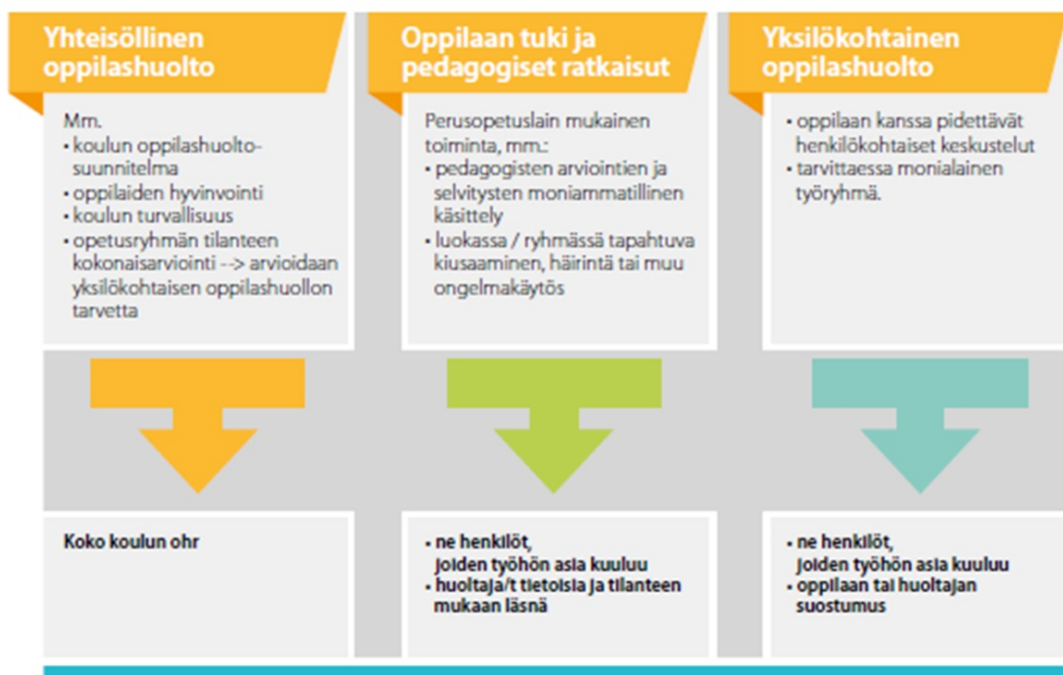 Yhteisöllinen
oppilashuolto
Mm.
• koulun oppilashuolto-
suunnitelma
• oppilaiden hyvinvointi
• koulun turvallisuus
• opetusryhmän tilanteen
kokonaisarviointi --> arvioidaan
yksilökohtaisen oppilashuollon
tarvetta
Koko koulun ohr
Oppilaan tuki ja
pedagogiset ratkaisut
Perusopetuslain mukainen
toiminta, mm.:
• pedagogisten arviointien ja
selvitysten moniammatillinen
käsittely
• luokassa / ryhmässä tapahtuva
kiusaaminen, häirintä tai muu
ongelmakäytös
• ne henkilöt,
joiden työhön asia kuuluu
• huoltaja/t tietoisia ja tilanteen
mukaan läsnä
Yksilökohtainen
oppilashuolto
• oppilaan kanssa pidettävät
henkilökohtaiset keskustelut
• tarvittaessa monialainen
työryhmä.
• ne henkilöt,
joiden työhön asia kuuluu
• oppilaan tai huoltajan
suostumus